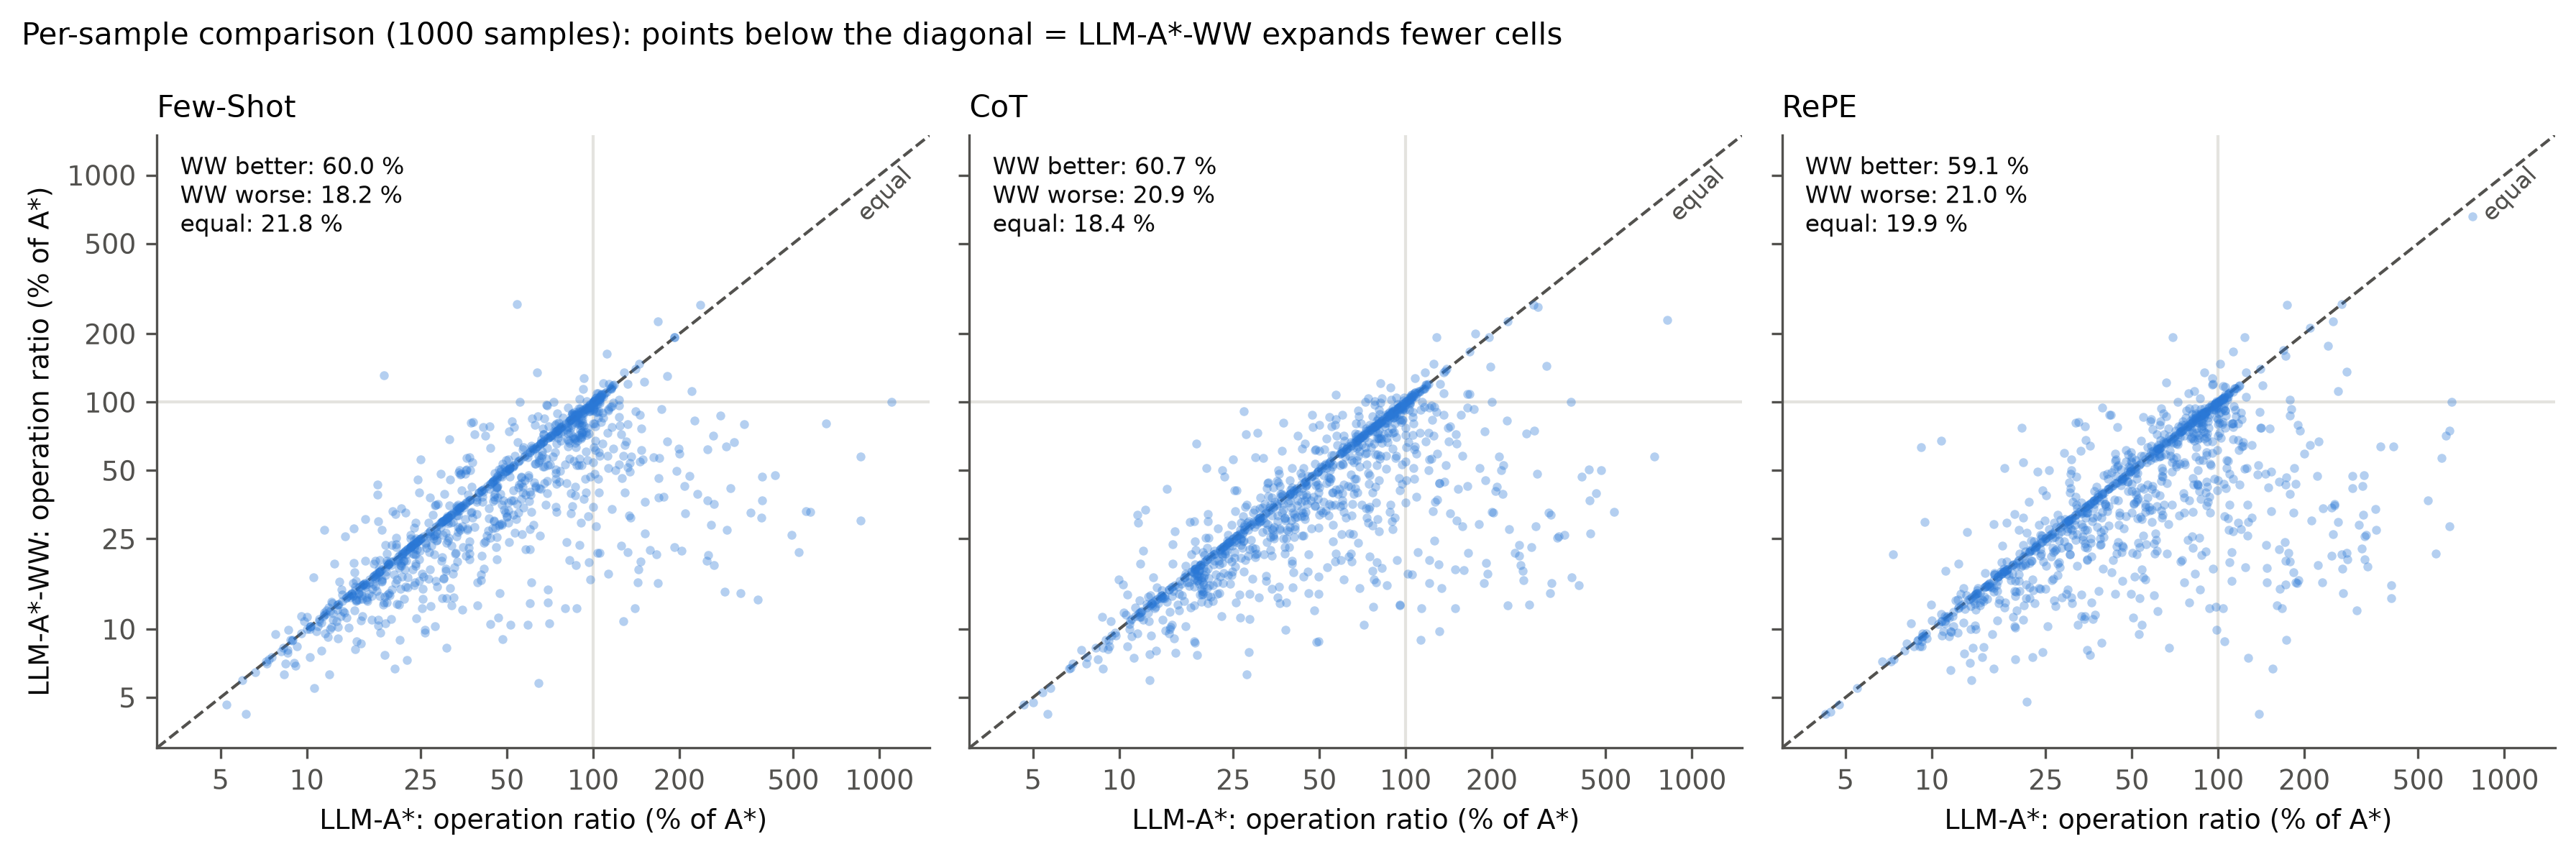 Per-sample comparison (1000 samples): points below the diagonal = LLM-A*-WW expands fewer cells
Few-Shot
WW better: 60.0 %
WW worse: 18.2 %
equal: 21.8 %
equal
LLM-A*-WW: operation ratio (% of A*)
1000
500
200
100
50
25
10
5
5 10 25 50 100 200 500 1000
LLM-A*: operation ratio (% of A*)
CoT
WW better: 60.7 %
WW worse: 20.9 %
equal: 18.4 %
equal
5 10 25 50 100 200 500 1000
LLM-A*: operation ratio (% of A*)
RePE
WW better: 59.1 %
WW worse: 21.0 %
equal: 19.9 %
equal
5 10 25 50 100 200 500 1000
LLM-A*: operation ratio (% of A*)